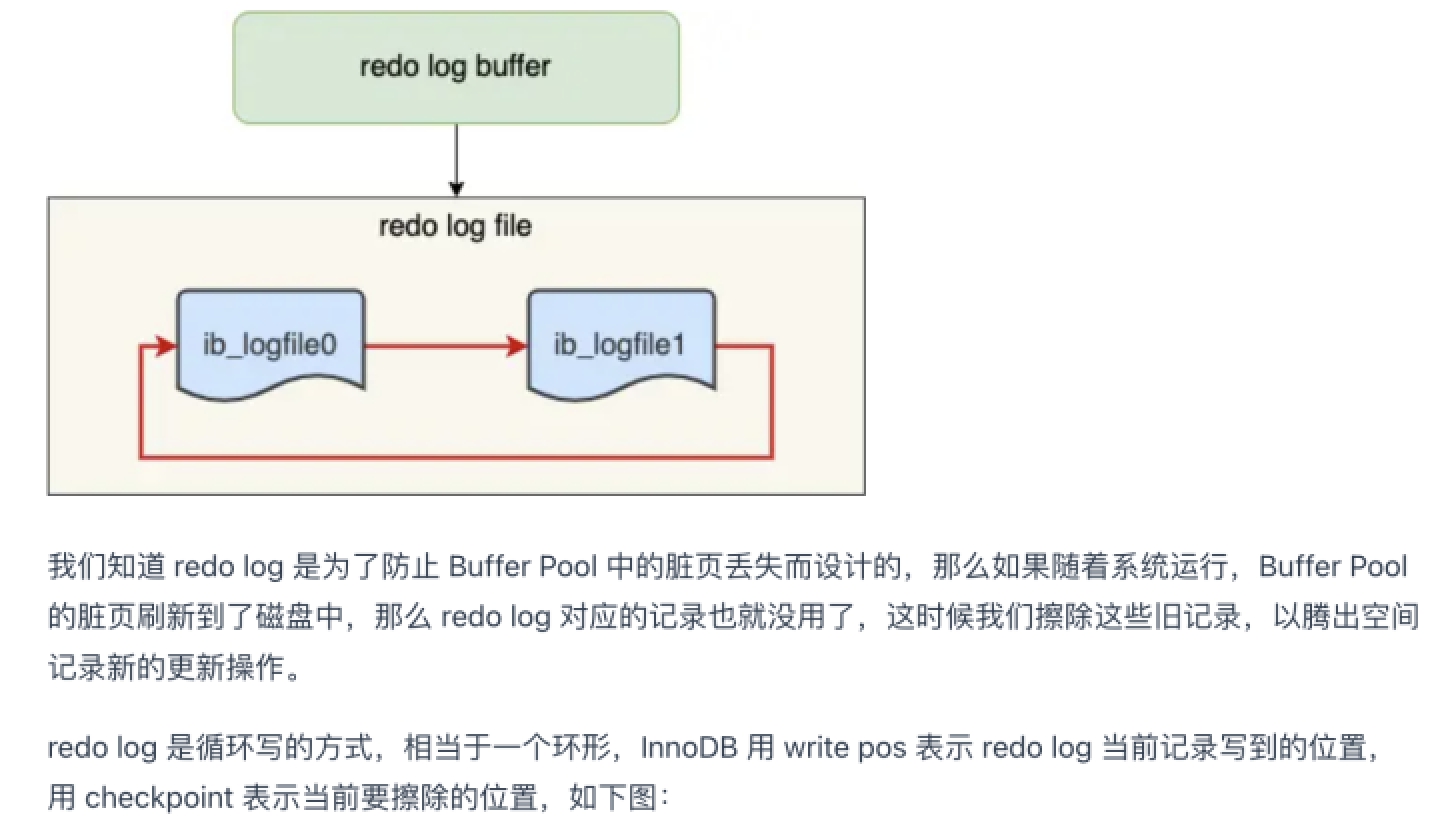 redo log buffer
redo log file
ib_logfile0
ib_logfile1
我们知道 redo log 是为了防止 Buffer Pool 中的脏页丢失而设计的，那么如果随着系统运行，Buffer Pool
的脏页刷新到了磁盘中，那么 redo log 对应的记录也就没用了，这时候我们擦除这些旧记录，以腾出空间
记录新的更新操作。
redo log 是循环写的方式，相当于一个环形，InnoDB 用 write pos 表示 redo log 当前记录写到的位置，
用 checkpoint 表示当前要擦除的位置，如下图：